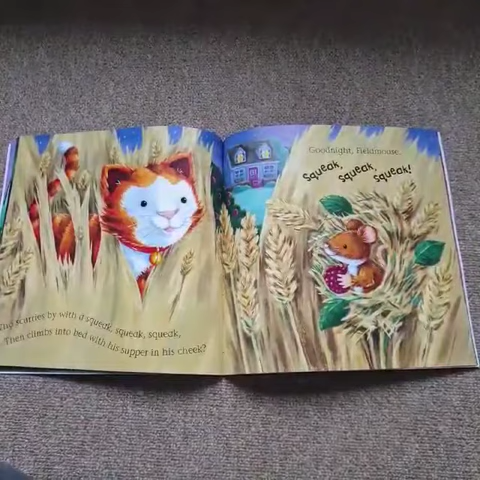 Who scurries by with a squeak, squeak, squeak,
Then climbs into bed with his supper in his cheek?
Goodnight, Fieldmouse.
Squeak, squeak, squeak!